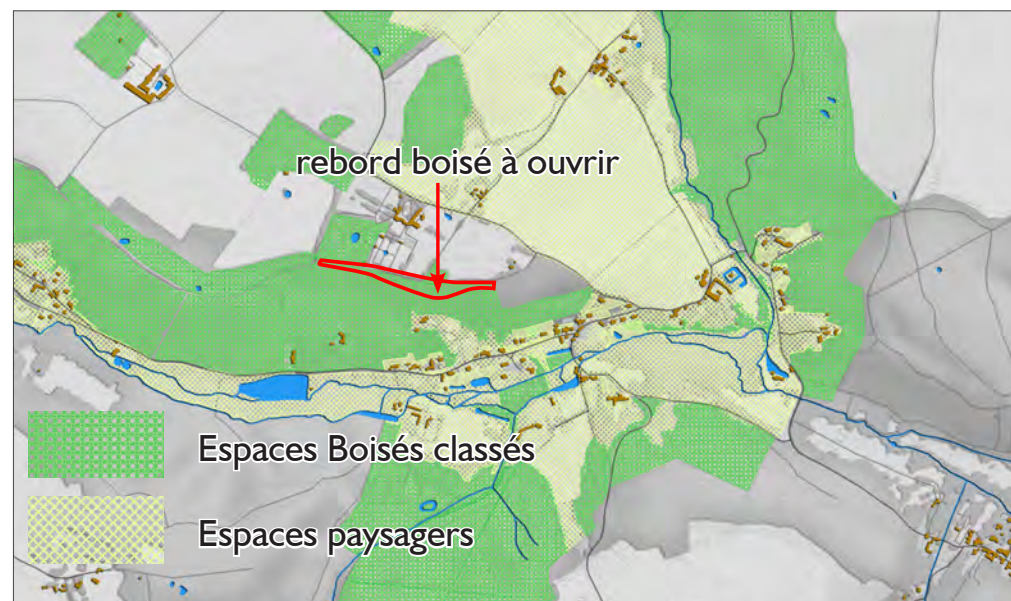 rebord boisé à ouvrir
Espaces Boisés classés
Espaces paysagers